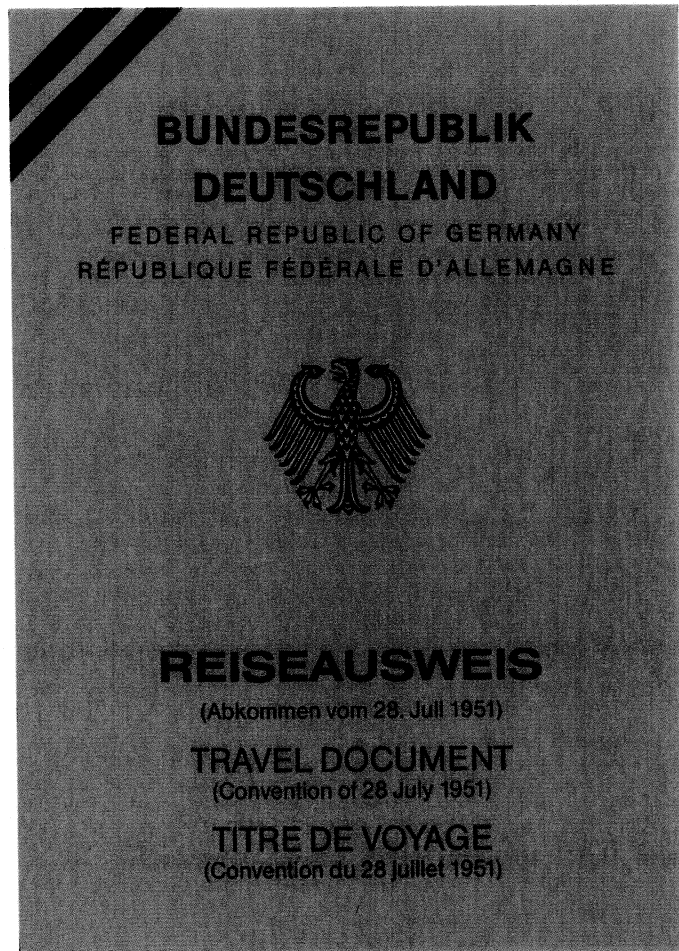 BUNDESREPUBLIK
DEUTSCHLAND
FEDERAL REPUBLIC OF GERMANY
RÉPUBLIQUE FÉDÉRALE D'ALLEMAGNE
REISEAUSWEIS
(Abkommen vom 28. Juli 1951)
TRAVEL DOCUMENT
(Convention of 28 July 1951)
TITRE DE VOYAGE
(Convention du 28 juillet 1951)